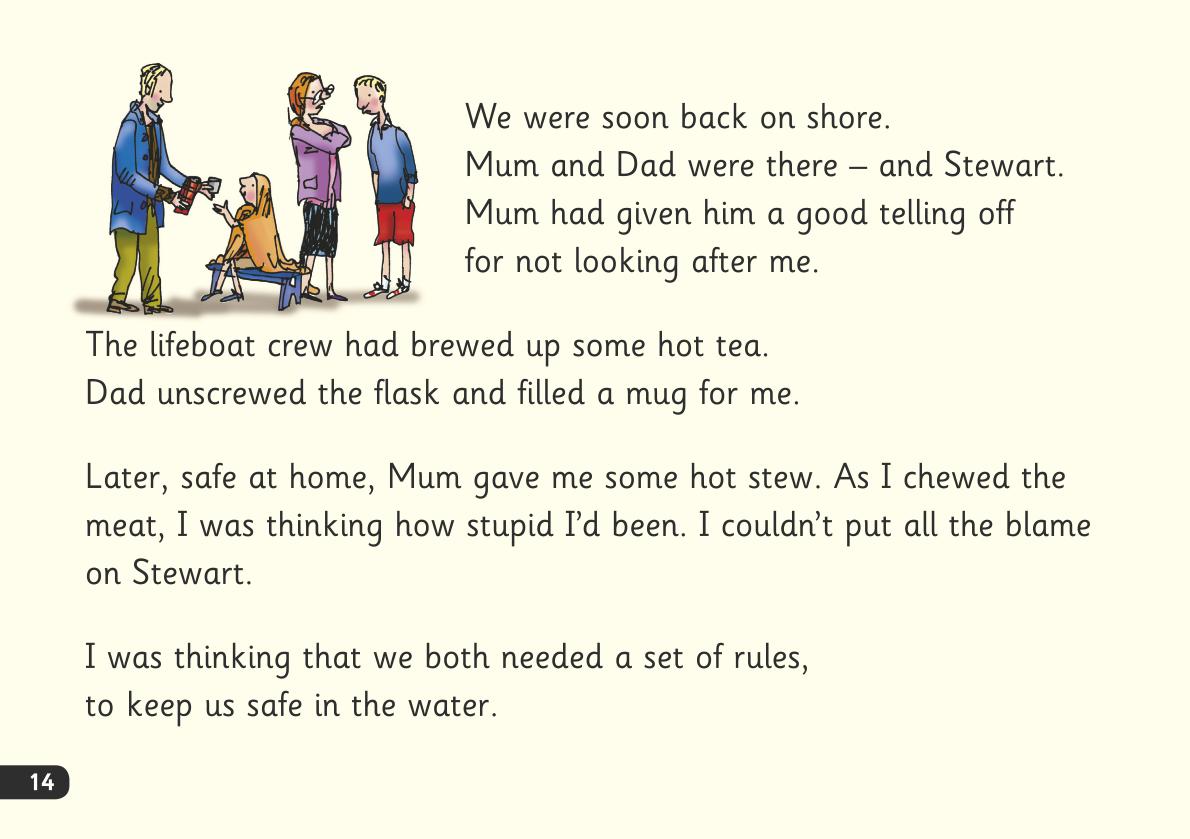 We were soon back on shore.
Mum and Dad were there – and Stewart.
Mum had given him a good telling off
for not looking after me.
The lifeboat crew had brewed up some hot tea.
Dad unscrewed the flask and filled a mug for me.
Later, safe at home, Mum gave me some hot stew. As I chewed the
meat, I was thinking how stupid I’d been. I couldn’t put all the blame
on Stewart.
I was thinking that we both needed a set of rules,
to keep us safe in the water.
14